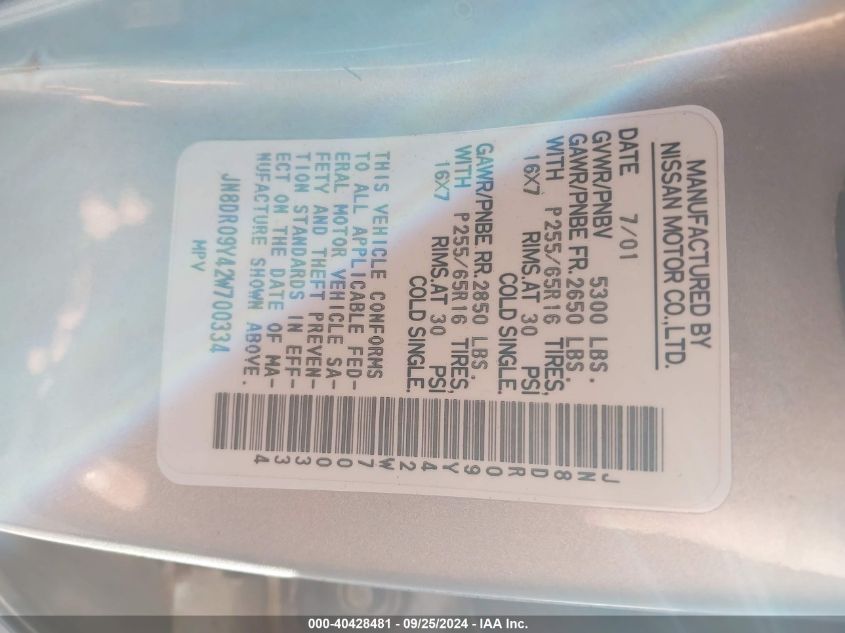 MANUFACTURED BY
NISSAN MOTOR CO.,LTD.
DATE 7/01
GVWR/PNBV 5300 LBS.
GAWR/PNBE FR. 2650 LBS.
WITH P255/65R16 TIRES,
16X7 RIMS.AT 30 PSI
COLD SINGLE.
GAWR/PNBE RR. 2850 LBS.
WITH P255/65R16 TIRES,
16X7 RIMS.AT 30 PSI
COLD SINGLE.
THIS VEHICLE CONFORMS
TO ALL APPLICABLE FED-
ERAL MOTOR VEHICLE SA-
FETY AND THEFT PREVEN-
TION STANDARDS IN EFF-
ECT ON THE DATE OF MA-
NUFACTURE SHOWN ABOVE.
JN8DR09Y42W700334
MPV
JN8DR09Y42W700334
000-40428481 - 09/25/2024 - IAA Inc.